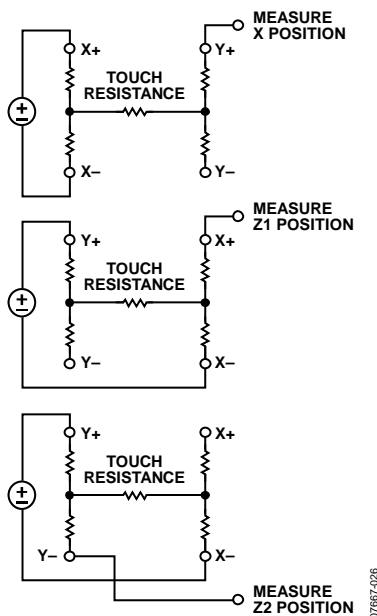 MEASURE
X POSITION
X+
Y+
TOUCH
RESISTANCE
X–
Y–
MEASURE
Z1 POSITION
Y+
X+
TOUCH
RESISTANCE
Y–
X–
Y+
X+
TOUCH
RESISTANCE
Y–
X–
MEASURE
Z2 POSITION
07667-026